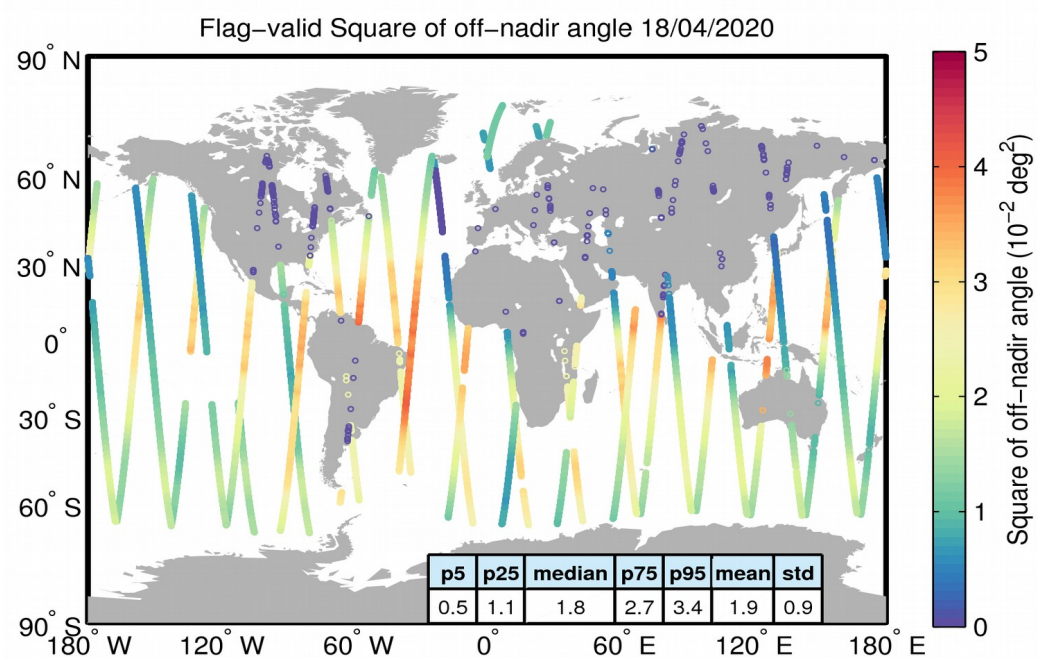 Flag−valid Square of off−nadir angle 18/04/2020
90° N
60° N
30° N
0°
30° S
60° S
90° S
180° W 120° W 60° W 0° 60° E 120° E 180° E
p5 p25 median p75 p95 mean std
0.5 1.1 1.8 2.7 3.4 1.9 0.9
5
4
3
2
1
0
Square of off−nadir angle (10⁻² deg²)